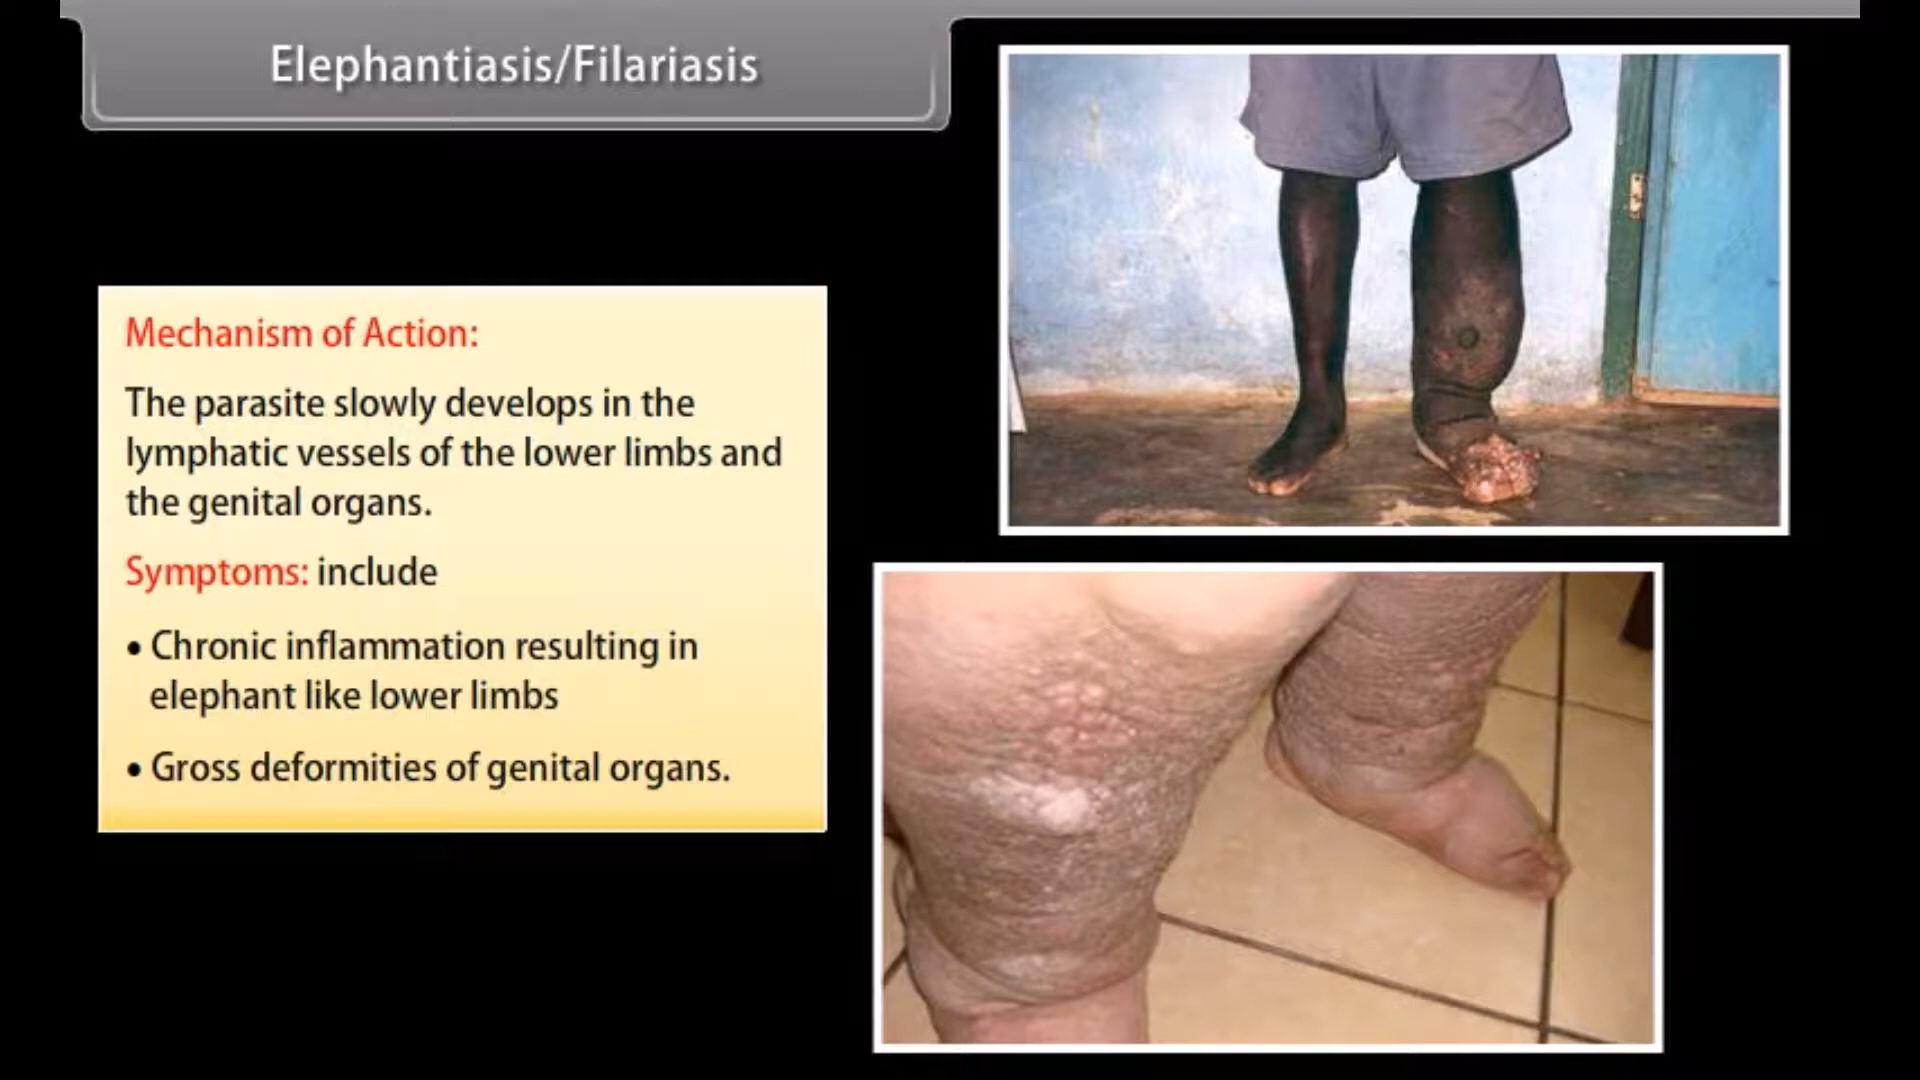 Elephantiasis/Filariasis
Mechanism of Action:
The parasite slowly develops in the
lymphatic vessels of the lower limbs and
the genital organs.
Symptoms: include
• Chronic inflammation resulting in
elephant like lower limbs
• Gross deformities of genital organs.